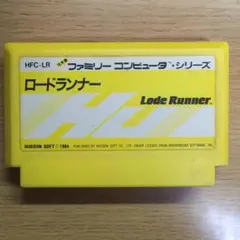 HFC-LR
ファミリー コンピュータ・シリーズ
ロードランナー
Lode Runner
HUDSON SOFT © 1984